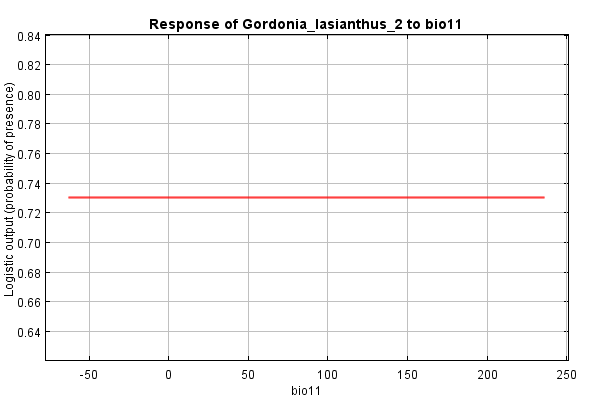 Response of Gordonia_lasianthus_2 to bio11
Logistic output (probability of presence)
0.84
0.82
0.80
0.78
0.76
0.74
0.72
0.70
0.68
0.66
0.64
-50 0 50 100 150 200 250
bio11